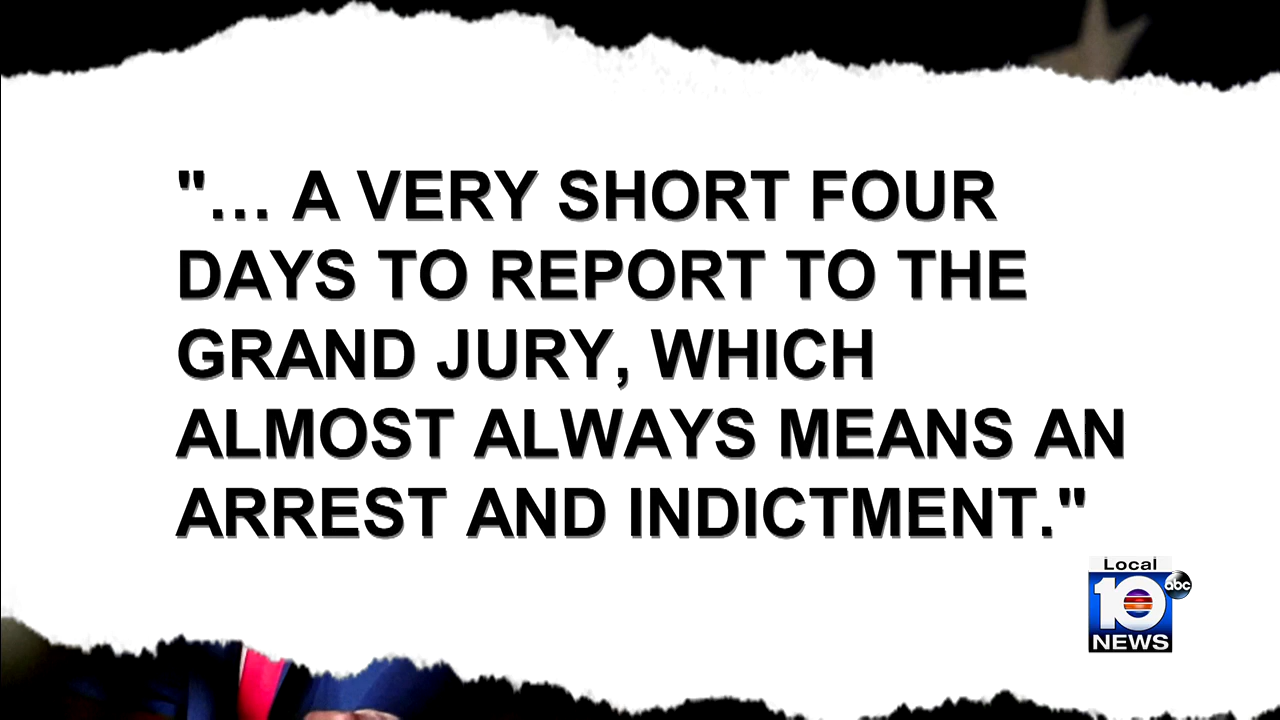 "... A VERY SHORT FOUR
DAYS TO REPORT TO THE
GRAND JURY, WHICH
ALMOST ALWAYS MEANS AN
ARREST AND INDICTMENT."
Local
10 abc
NEWS